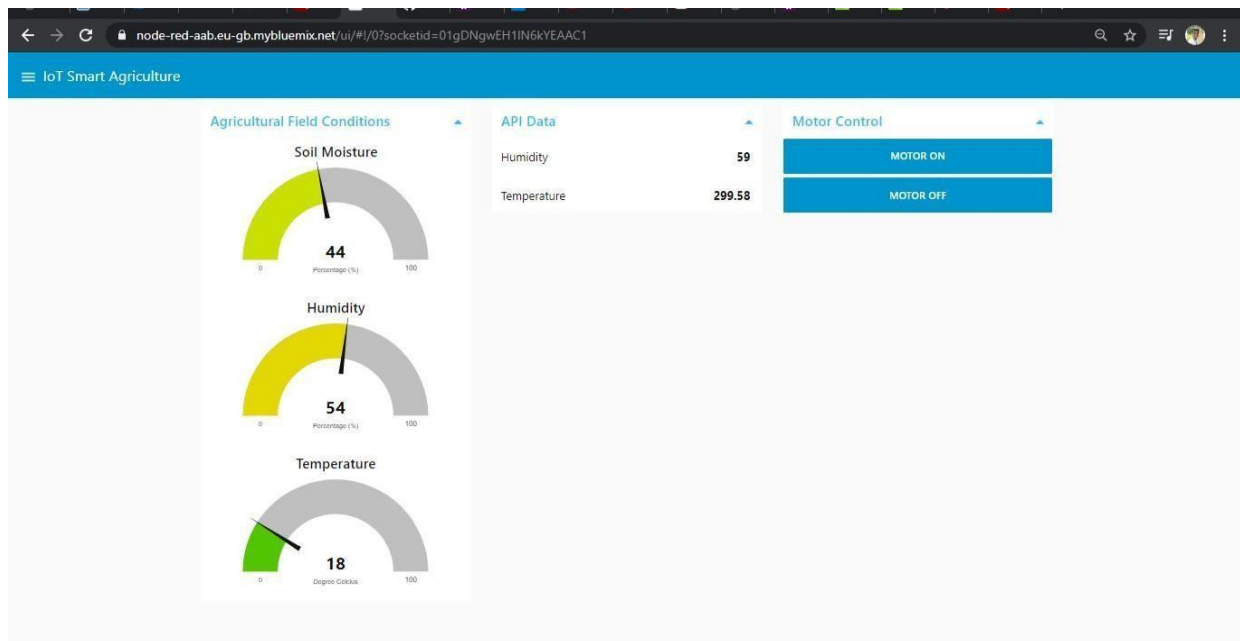 node-red-aab.eu-gb.mybluemix.net/ui/#!/0?socketid=01gDNgwEH1IN6kYEAAC1
IoT Smart Agriculture
Agricultural Field Conditions
Soil Moisture
44
0 Percentage (%) 100
Humidity
54
0 Percentage (%) 100
Temperature
18
0 Degree Celcius 100
API Data
Humidity 59
Temperature 299.58
Motor Control
MOTOR ON
MOTOR OFF